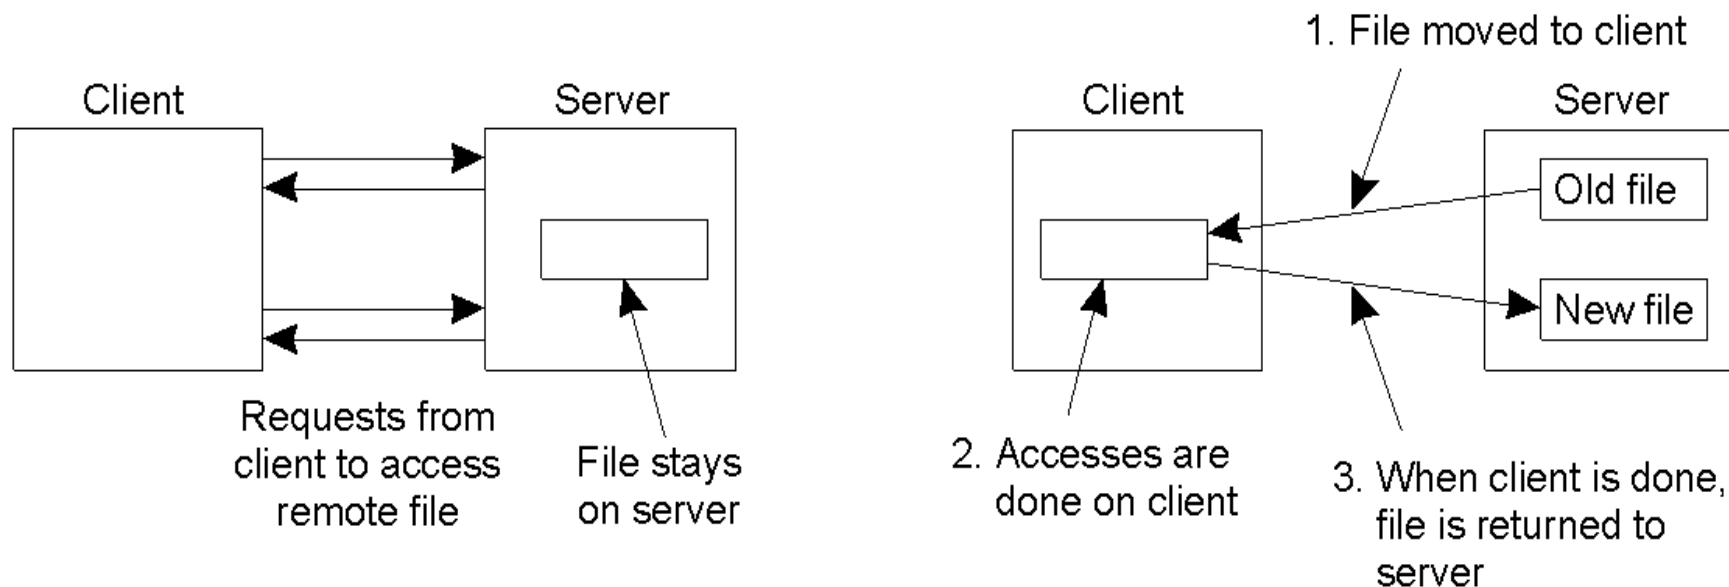 Client
Server
Requests from
client to access
remote file
File stays
on server
1. File moved to client
Client
Server
Old file
New file
2. Accesses are
done on client
3. When client is done,
file is returned to
server